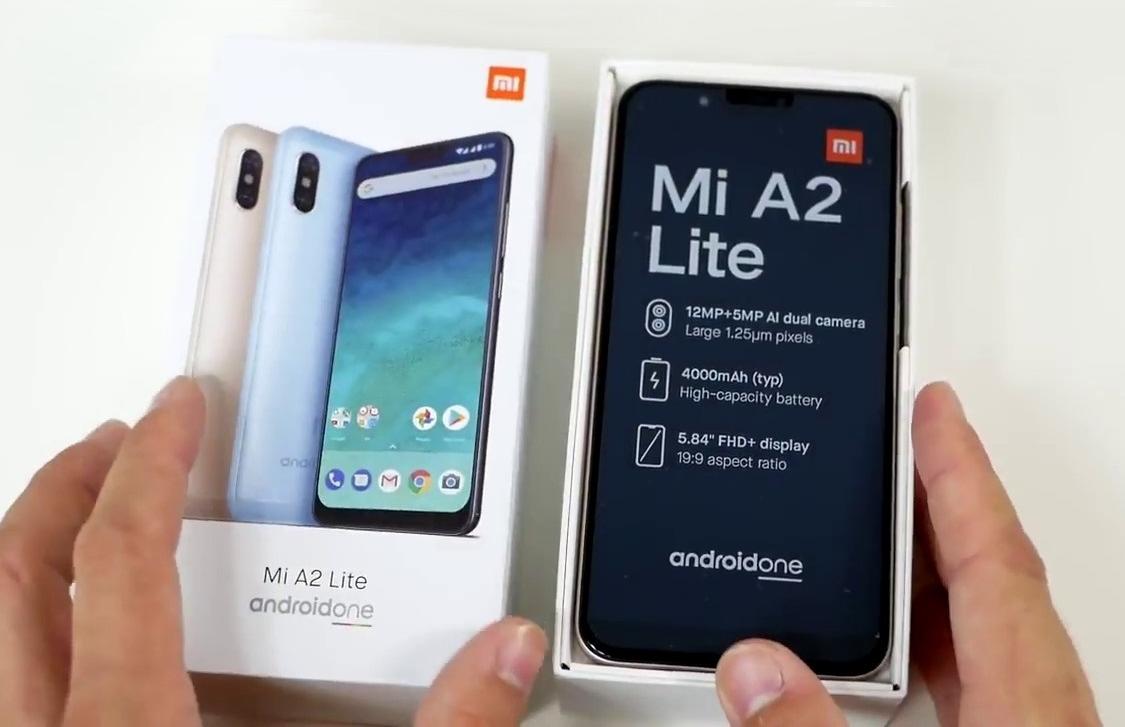 mi
android
Mi A2 Lite
androidone
mi
Mi A2
Lite
12MP+5MP AI dual camera
Large 1.25µm pixels
4000mAh (typ)
High-capacity battery
5.84" FHD+ display
19:9 aspect ratio
androidone